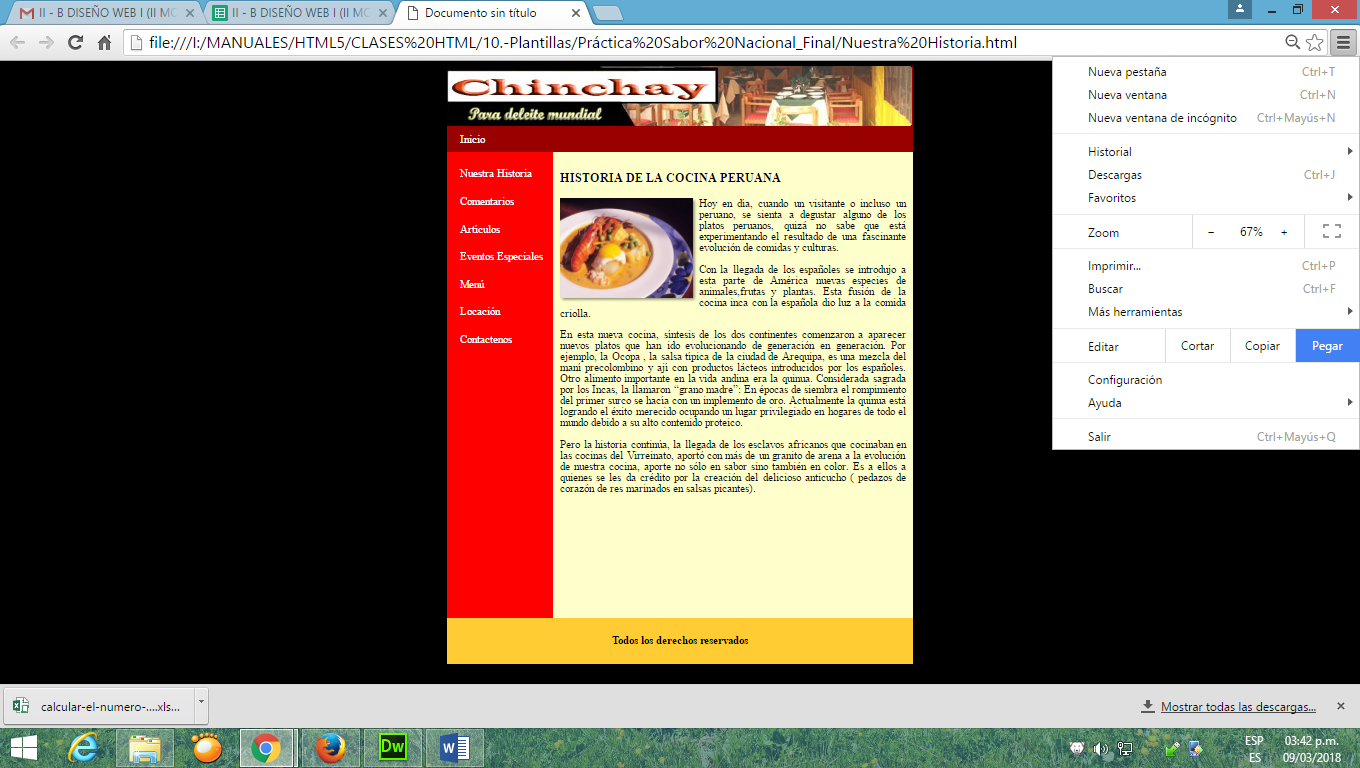 II - B DISEÑO WEB I (II MO
II - B DISEÑO WEB I (II MO
Documento sin título
file:///I:/MANUALES/HTML5/CLASES%20HTML/10.-Plantillas/Práctica%20Sabor%20Nacional_Final/Nuestra%20Historia.html
Chinchay
Para deleite mundial
Inicio
Nuestra Historia
Comentarios
Artículos
Eventos Especiales
Menú
Locación
Contactenos
HISTORIA DE LA COCINA PERUANA
Hoy en día, cuando un visitante o incluso un
peruano, se sienta a degustar alguno de los
platos peruanos, quizá no sabe que está
experimentando el resultado de una fascinante
evolución de comidas y culturas.
Con la llegada de los españoles se introdujo a
esta parte de América nuevas especies de
animales,frutas y plantas. Esta fusión de la
cocina inca con la española dio luz a la comida
criolla.
En esta nueva cocina, síntesis de los dos continentes comenzaron a aparecer
nuevos platos que han ido evolucionando de generación en generación. Por
ejemplo, la Ocopa , la salsa típica de la ciudad de Arequipa, es una mezcla del
maní precolombino y ají con productos lácteos introducidos por los españoles.
Otro alimento importante en la vida andina era la quinua. Considerada sagrada
por los Incas, la llamaron “grano madre”: En épocas de siembra el rompimiento
del primer surco se hacía con un implemento de oro. Actualmente la quinua está
logrando el éxito merecido ocupando un lugar privilegiado en hogares de todo el
mundo debido a su alto contenido proteico.
Pero la historia continúa, la llegada de los esclavos africanos que cocinaban en
las cocinas del Virreinato, aportó con más de un granito de arena a la evolución
de nuestra cocina, aporte no sólo en sabor sino también en color. Es a ellos a
quienes se les da crédito por la creación del delicioso anticucho ( pedazos de
corazón de res marinados en salsas picantes).
Todos los derechos reservados
Nueva pestaña Ctrl+T
Nueva ventana Ctrl+N
Nueva ventana de incógnito Ctrl+Mayús+N
Historial
Descargas Ctrl+J
Favoritos
Zoom − 67% +
Imprimir... Ctrl+P
Buscar Ctrl+F
Más herramientas
Editar Cortar Copiar Pegar
Configuración
Ayuda
Salir Ctrl+Mayús+Q
calcular-el-numero-....xls...
Mostrar todas las descargas...
Dw
ESP 03:42 p.m.
ES 09/03/2018